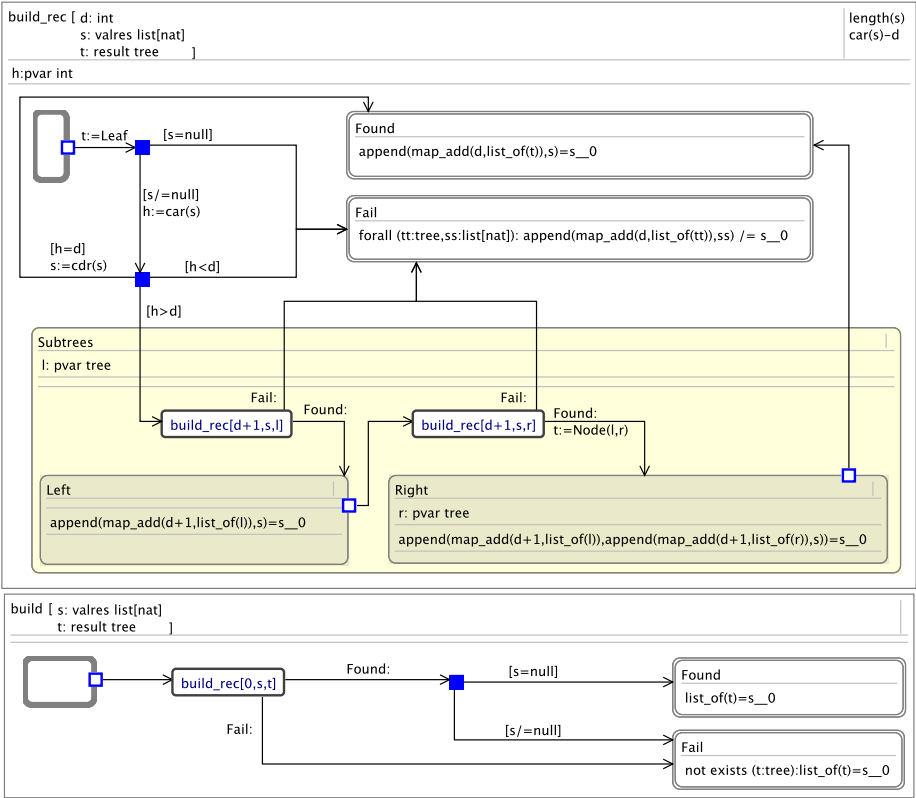 build_rec [ d: int
s: valres list[nat]
t: result tree ]
length(s)
car(s)-d
h:pvar int
t:=Leaf
[s=null]
Found
append(map_add(d,list_of(t)),s)=s__0
[s/=null]
h:=car(s)
Fail
forall (tt:tree,ss:list[nat]): append(map_add(d,list_of(tt)),ss) /= s__0
[h=d]
s:=cdr(s)
[h<d]
[h>d]
Subtrees
l: pvar tree
Fail:
Found:
Fail:
Found:
t:=Node(l,r)
build_rec[d+1,s,l]
build_rec[d+1,s,r]
Left
append(map_add(d+1,list_of(l)),s)=s__0
Right
r: pvar tree
append(map_add(d+1,list_of(l)),append(map_add(d+1,list_of(r)),s))=s__0
build [ s: valres list[nat]
t: result tree ]
build_rec[0,s,t]
Found:
[s=null]
Found
list_of(t)=s__0
Fail:
[s/=null]
Fail
not exists (t:tree):list_of(t)=s__0